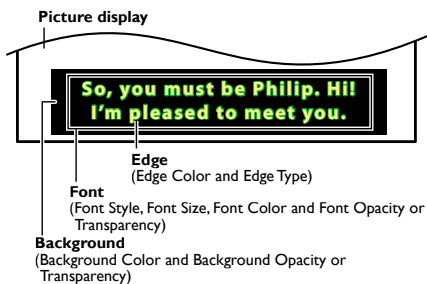 Picture display
So, you must be Philip. Hi!
I'm pleased to meet you.
Edge
(Edge Color and Edge Type)
Font
(Font Style, Font Size, Font Color and Font Opacity or
Transparency)
Background
(Background Color and Background Opacity or
Transparency)